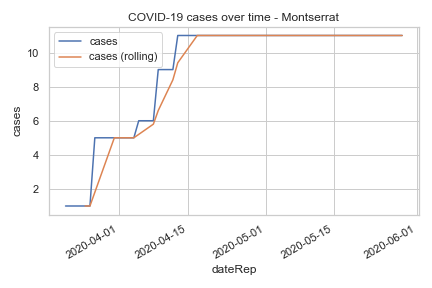 COVID-19 cases over time - Montserrat
cases
cases (rolling)
10
8
6
4
2
cases
2020-04-01
2020-04-15
2020-05-01
2020-05-15
2020-06-01
dateRep